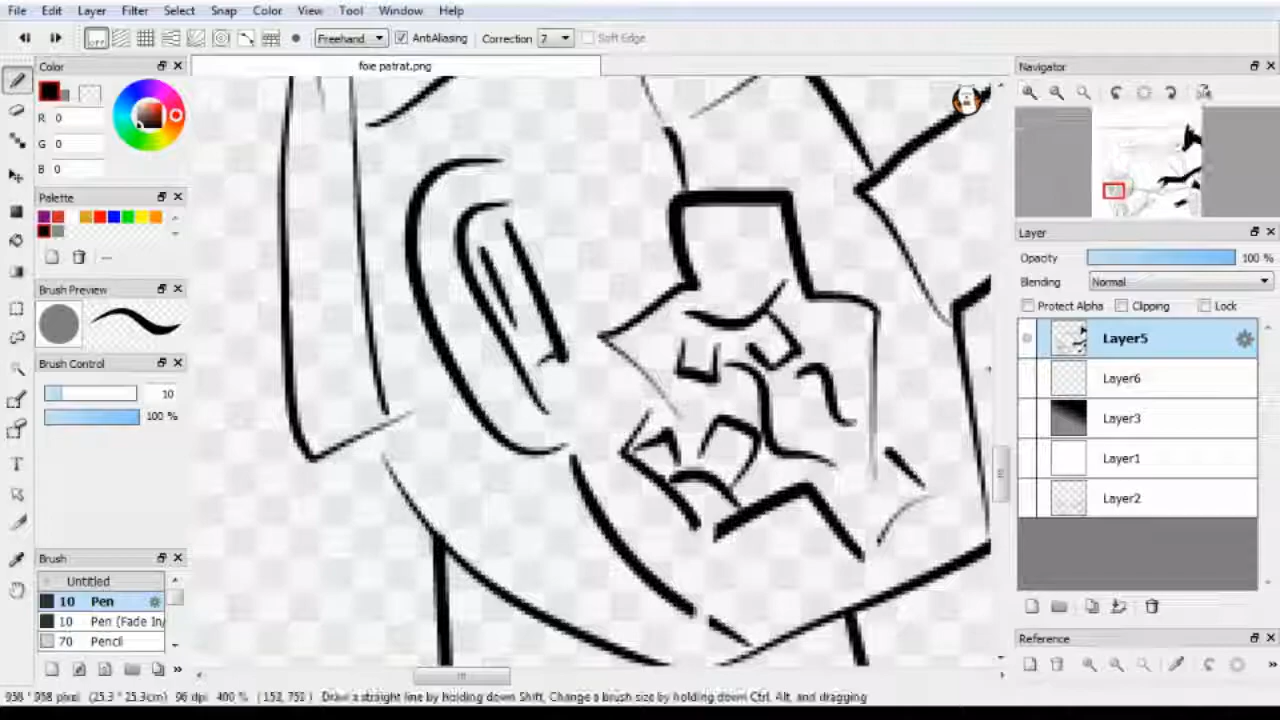 File Edit Layer Filter Select Snap Color View Tool Window Help
OFF Freehand AntiAliasing Correction 7 Soft Edge
Color
foie patrat.png
Navigator
R 0
G 0
B 0
Palette
Layer
Opacity 100 %
Blending Normal
Protect Alpha Clipping Lock
Brush Preview
Layer5
Brush Control
Layer6
10
100 %
Layer3
Layer1
Layer2
Brush
Untitled
10 Pen
10 Pen (Fade In/
70 Pencil
Reference
958 * 958 pixel (25.3 * 25.3cm) 96 dpi 400 % Draw a straight line by holding down Shift, Change a brush size by holding down Ctrl, Alt, and dragging